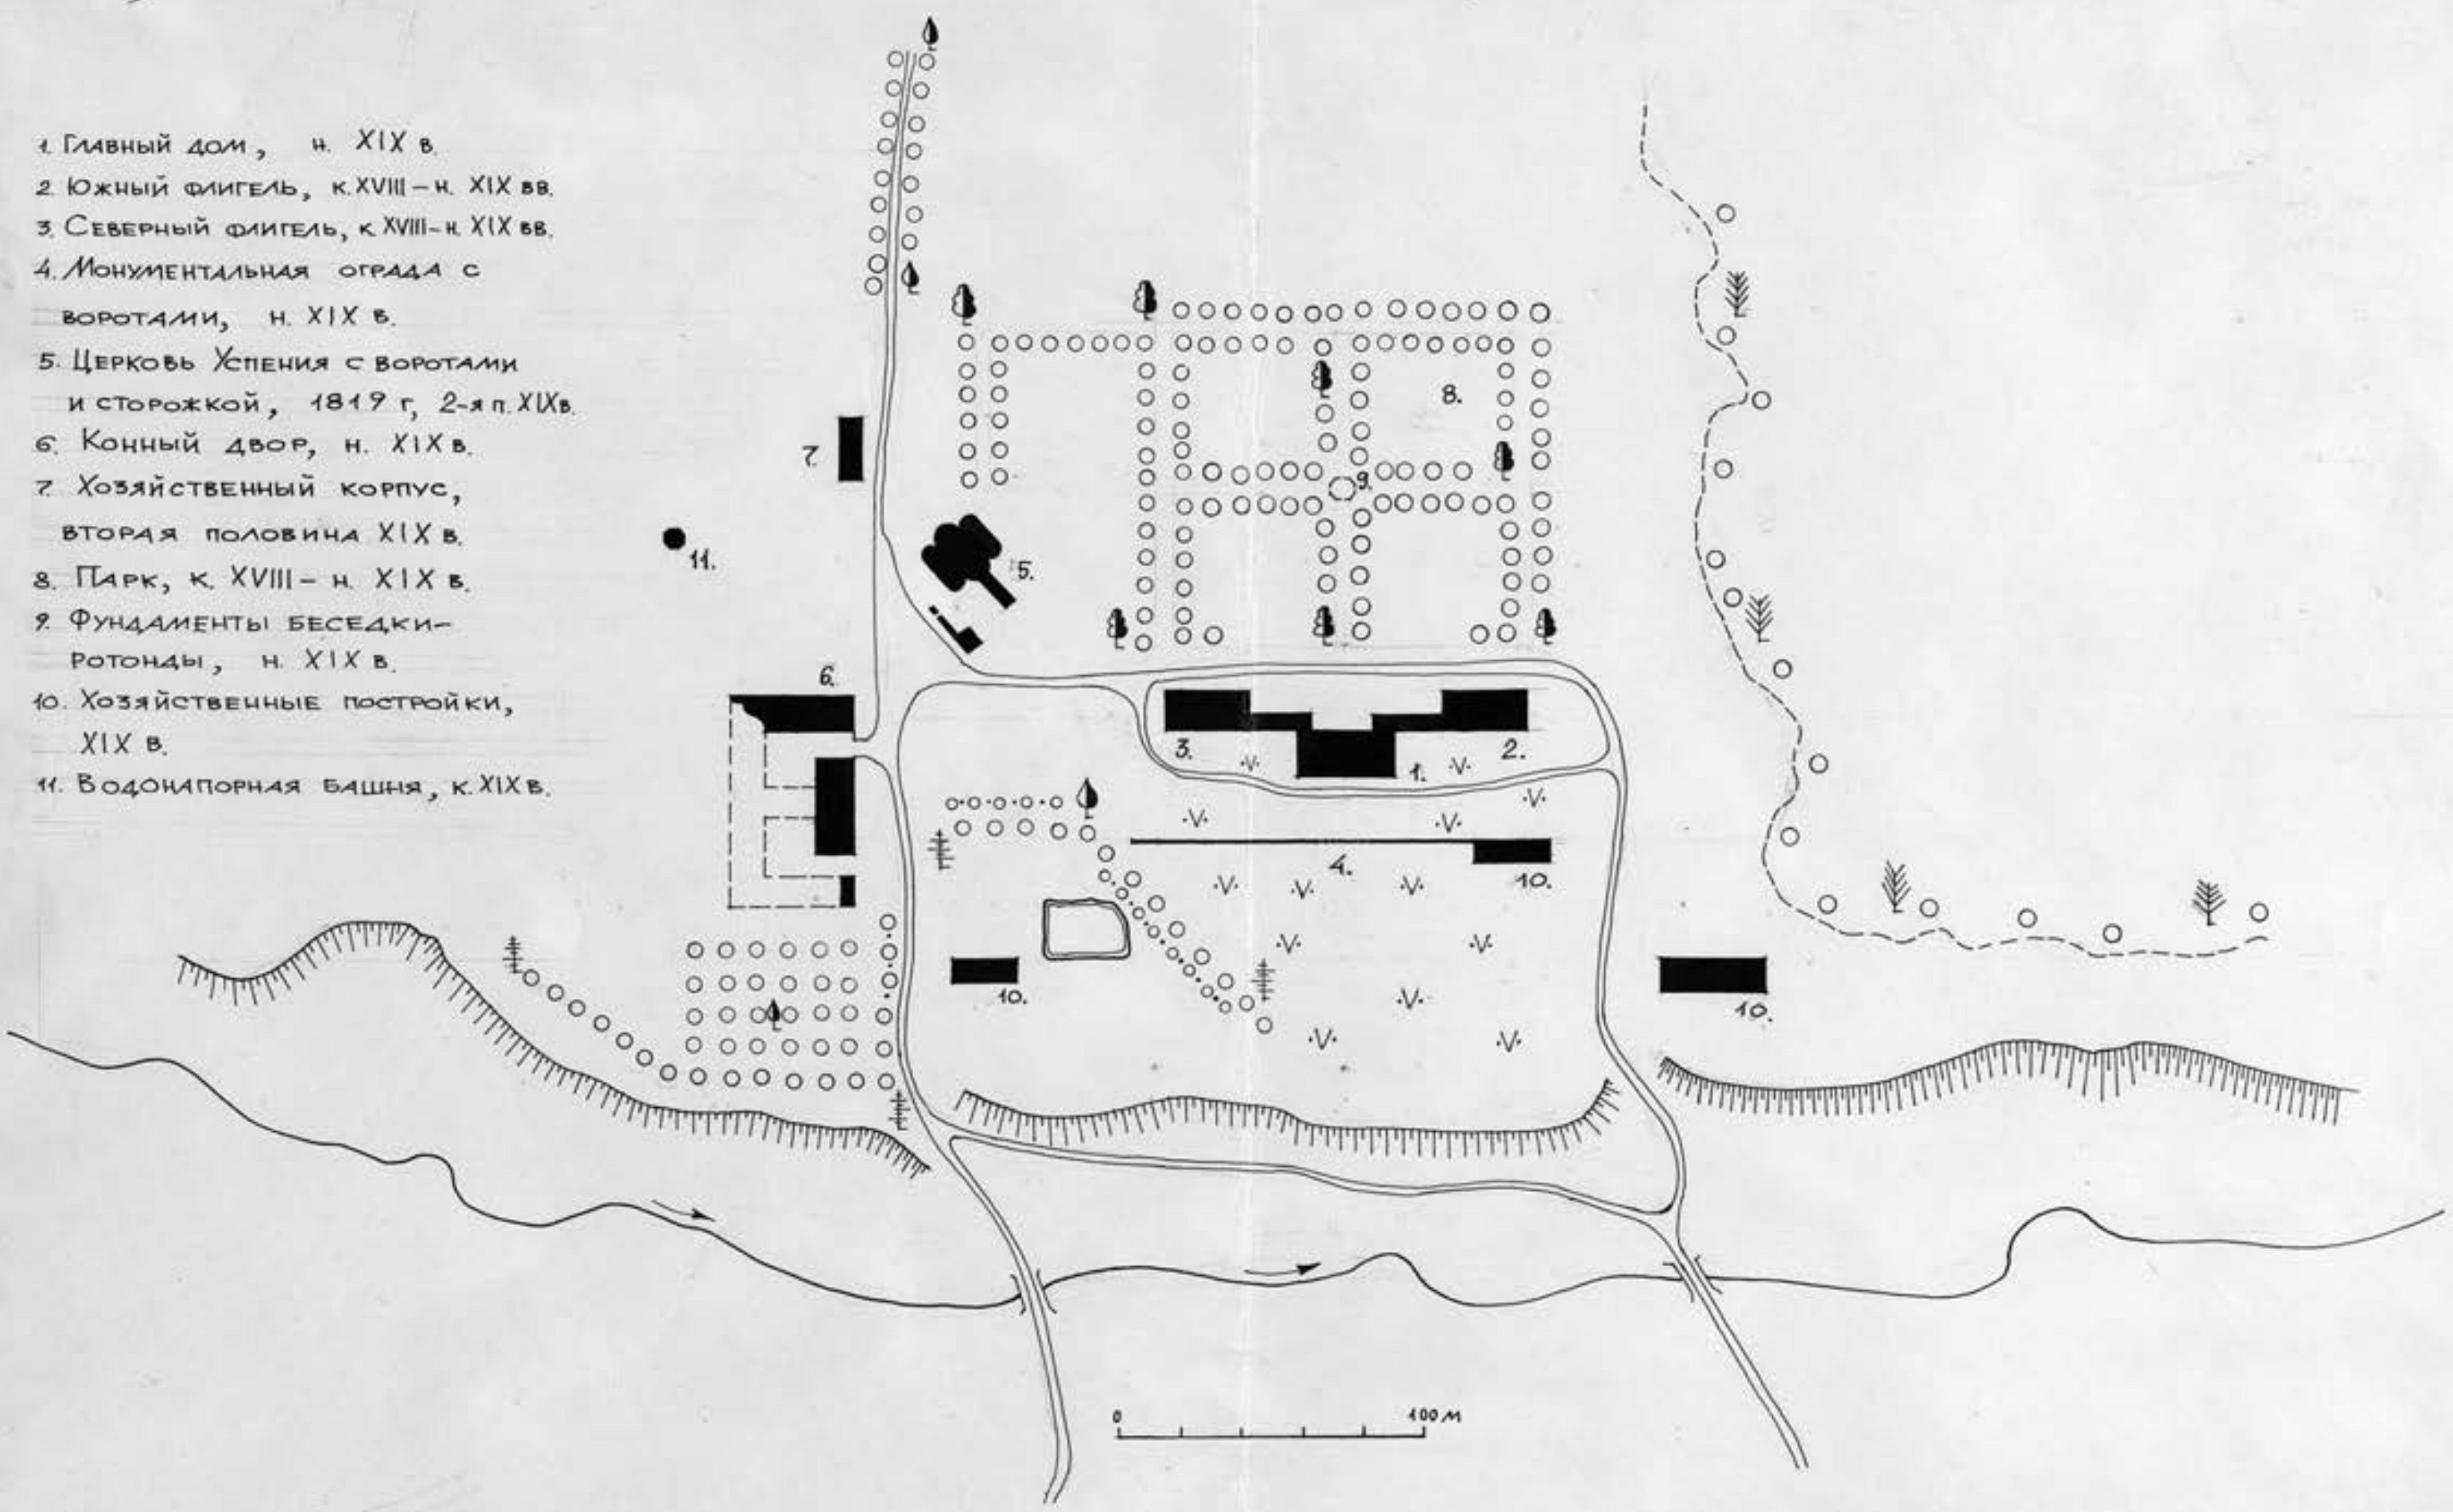 1. Главный дом, н. XIX в.
2. Южный флигель, к. XVIII – н. XIX вв.
3. Северный флигель, к. XVIII – н. XIX вв.
4. Монументальная ограда с
воротами, н. XIX в.
5. Церковь Успения с воротами
и сторожкой, 1819 г, 2-я п. XIX в.
6. Конный двор, н. XIX в.
7. Хозяйственный корпус,
вторая половина XIX в.
8. Парк, к. XVIII – н. XIX в.
9. Фундаменты беседки-
ротонды, н. XIX в.
10. Хозяйственные постройки,
XIX в.
11. Водонапорная башня, к. XIX в.
8.
7.
9.
11.
5.
6.
3.
2.
1.
4.
10.
10.
10.
0 100 м